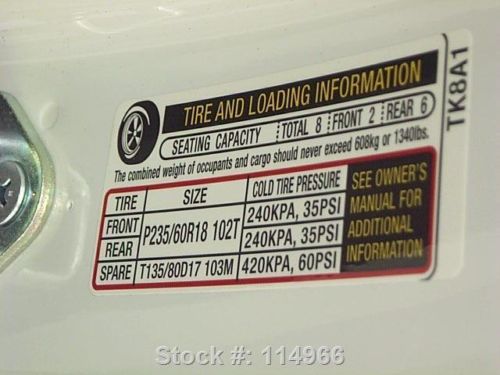 TIRE AND LOADING INFORMATION
SEATING CAPACITY TOTAL 8 FRONT 2 REAR 6
The combined weight of occupants and cargo should never exceed 608kg or 1340lbs.
TIRE SIZE COLD TIRE PRESSURE
FRONT P235/60R18 102T 240KPA, 35PSI
REAR 240KPA, 35PSI
SPARE T135/80D17 103M 420KPA, 60PSI
SEE OWNER'S
MANUAL FOR
ADDITIONAL
INFORMATION
TK8A1
Stock #: 114966